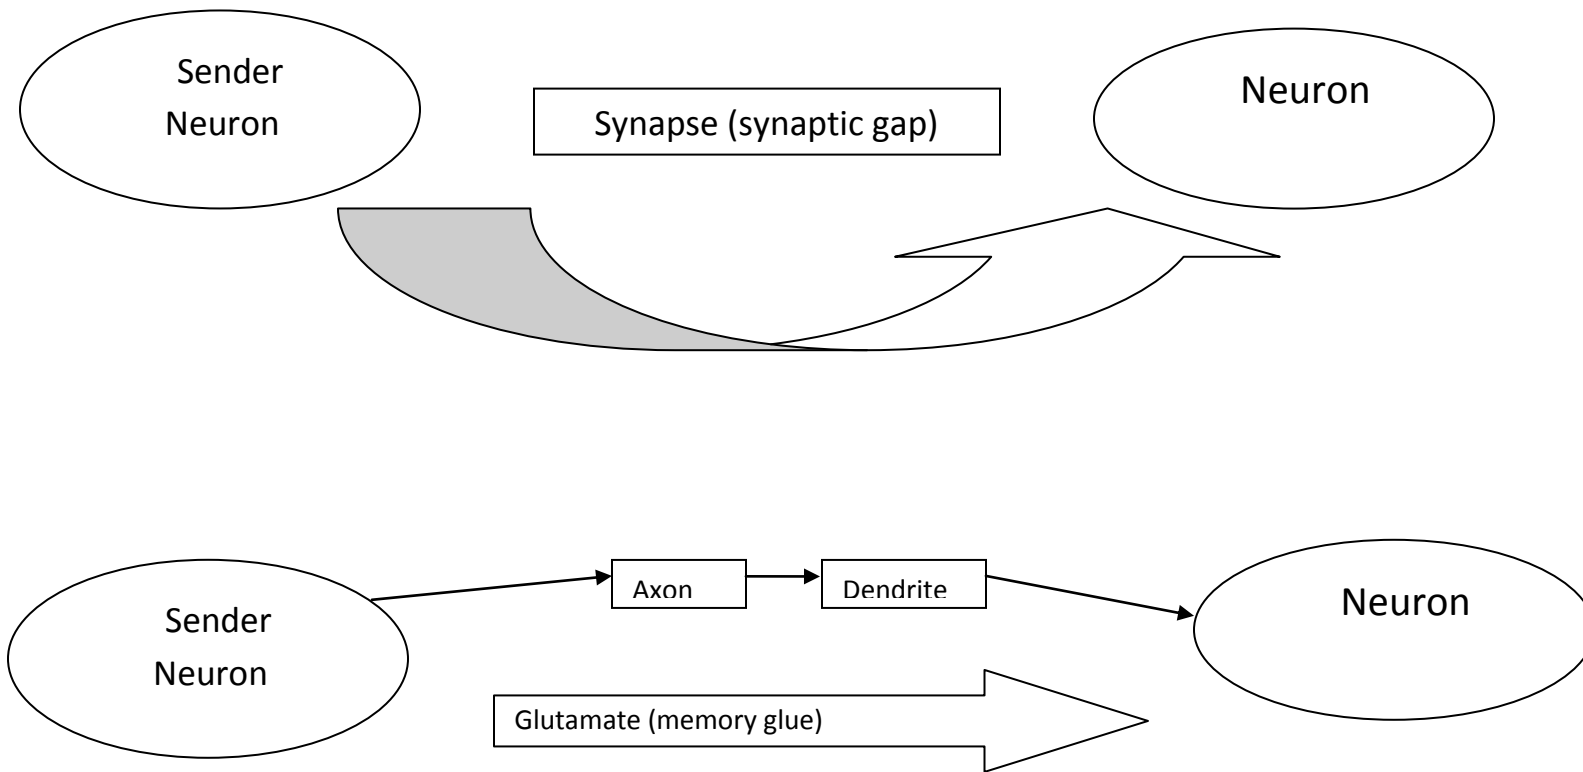 Sender
Neuron
Synapse (synaptic gap)
Neuron
Sender
Neuron
Axon
Dendrite
Neuron
Glutamate (memory glue)